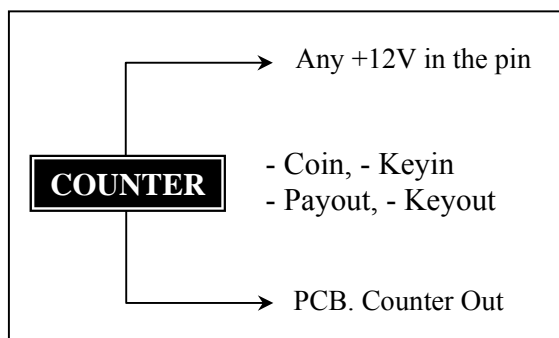 Any +12V in the pin
COUNTER
- Coin, - Keyin
- Payout, - Keyout
PCB. Counter Out